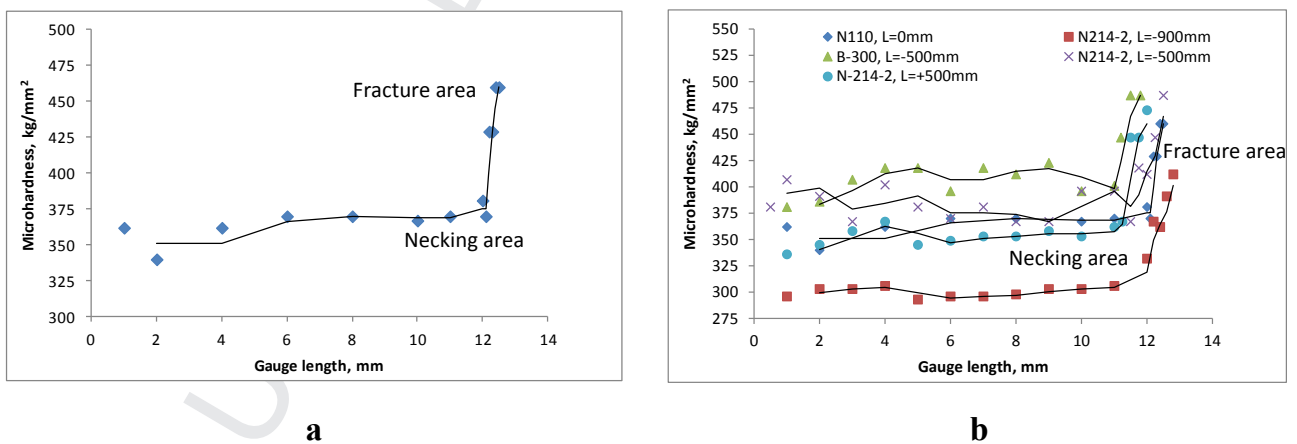 500
475
450
425
400
375
350
325
300
0 2 4 6 8 10 12 14
Microhardness, kg/mm2
Gauge length, mm
Fracture area
Necking area
a
550
525
500
475
450
425
400
375
350
325
300
275
0 2 4 6 8 10 12 14 16
Microhardness, kg/mm2
Gauge length, mm
N110, L=0mm
N214-2, L=-900mm
B-300, L=-500mm
N214-2, L=-500mm
N-214-2, L=+500mm
Fracture area
Necking area
b